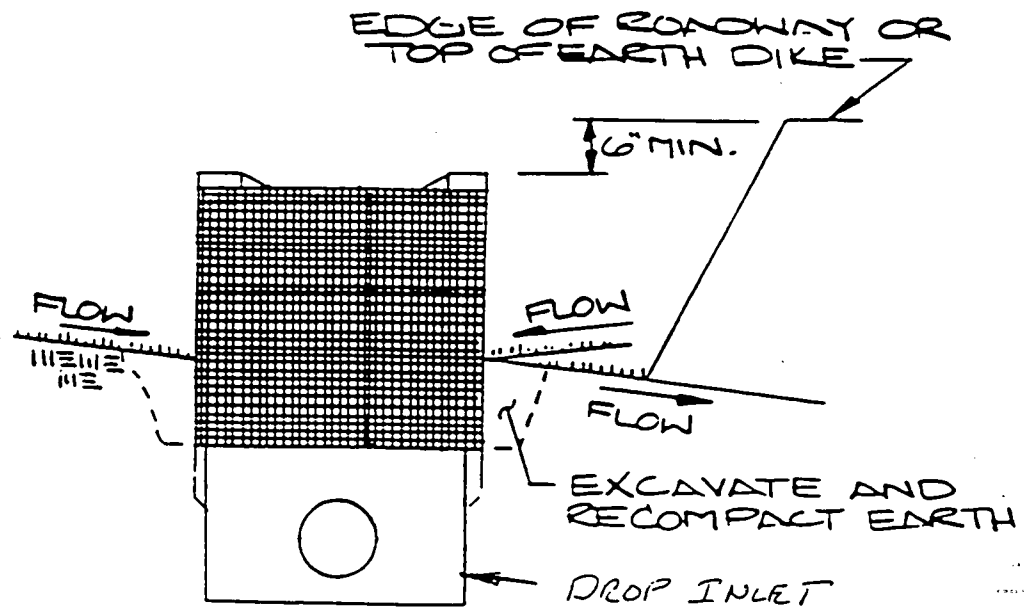 EDGE OF ROADWAY OR
TOP OF EARTH DIKE
6" MIN.
FLOW
FLOW
FLOW
EXCAVATE AND
RECOMPACT EARTH
DROP INLET